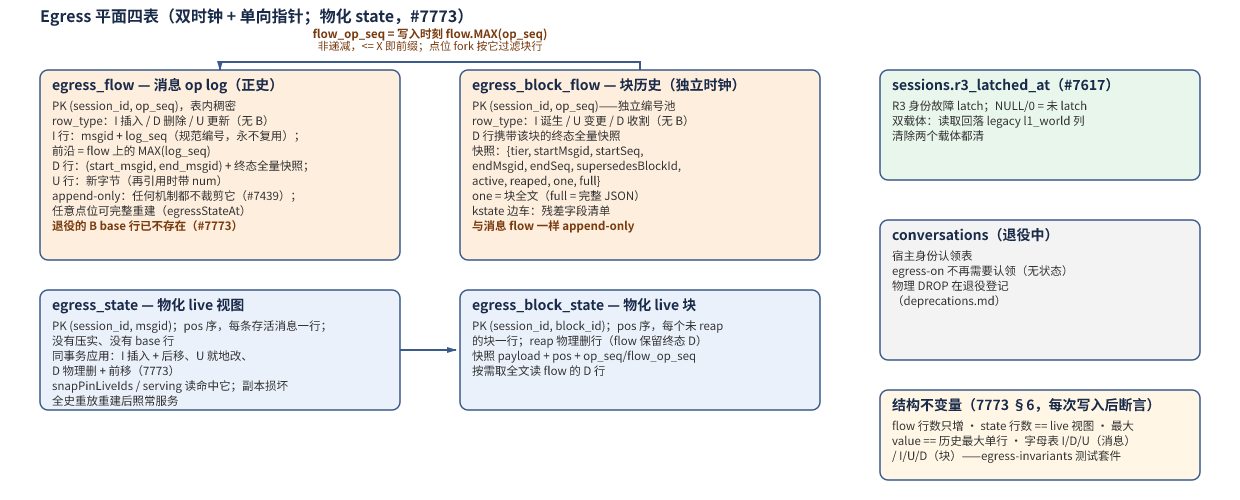 Egress 平面四表（双时钟 + 单向指针；物化 state，#7773）
flow_op_seq = 写入时刻 flow.MAX(op_seq)
非递减，<= X 即前缀；点位 fork 按它过滤块行
egress_flow — 消息 op log（正史）
PK (session_id, op_seq)，表内稠密
row_type：I 插入 / D 删除 / U 更新（无 B）
I 行：msgid + log_seq（规范编号，永不复用）；
前沿 = flow 上的 MAX(log_seq)
D 行：(start_msgid, end_msgid) + 终态全量快照；
U 行：新字节（再引用时带 num）
append-only：任何机制都不裁剪它（#7439）；
任意点位可完整重建（egressStateAt）
退役的 B base 行已不存在（#7773）
egress_block_flow — 块历史（独立时钟）
PK (session_id, op_seq)——独立编号池
row_type：I 诞生 / U 变更 / D 收割（无 B）
D 行携带该块的终态全量快照
快照：{tier, startMsgid, startSeq,
endMsgid, endSeq, supersedesBlockId,
active, reaped, one, full}
one = 块全文（full = 完整 JSON）
kstate 边车：残差字段清单
与消息 flow 一样 append-only
sessions.r3_latched_at（#7617）
R3 身份故障 latch；NULL/0 = 未 latch
双载体：读取回落 legacy l1_world 列
清除两个载体都清
conversations（退役中）
宿主身份认领表
egress-on 不再需要认领（无状态）
物理 DROP 在退役登记
（deprecations.md）
egress_state — 物化 live 视图
PK (session_id, msgid)；pos 序，每条存活消息一行；
没有压实、没有 base 行
同事务应用：I 插入 + 后移、U 就地改、
D 物理删 + 前移（7773）
snapPinLiveIds / serving 读命中它；副本损坏
全史重放重建后照常服务
egress_block_state — 物化 live 块
PK (session_id, block_id)；pos 序，每个未 reap
的块一行；reap 物理删行（flow 保留终态 D）
快照 payload + pos + op_seq/flow_op_seq
按需取全文读 flow 的 D 行
结构不变量（7773 §6，每次写入后断言）
flow 行数只增 · state 行数 == live 视图 · 最大
value == 历史最大单行 · 字母表 I/D/U（消息）
/ I/U/D（块）——egress-invariants 测试套件